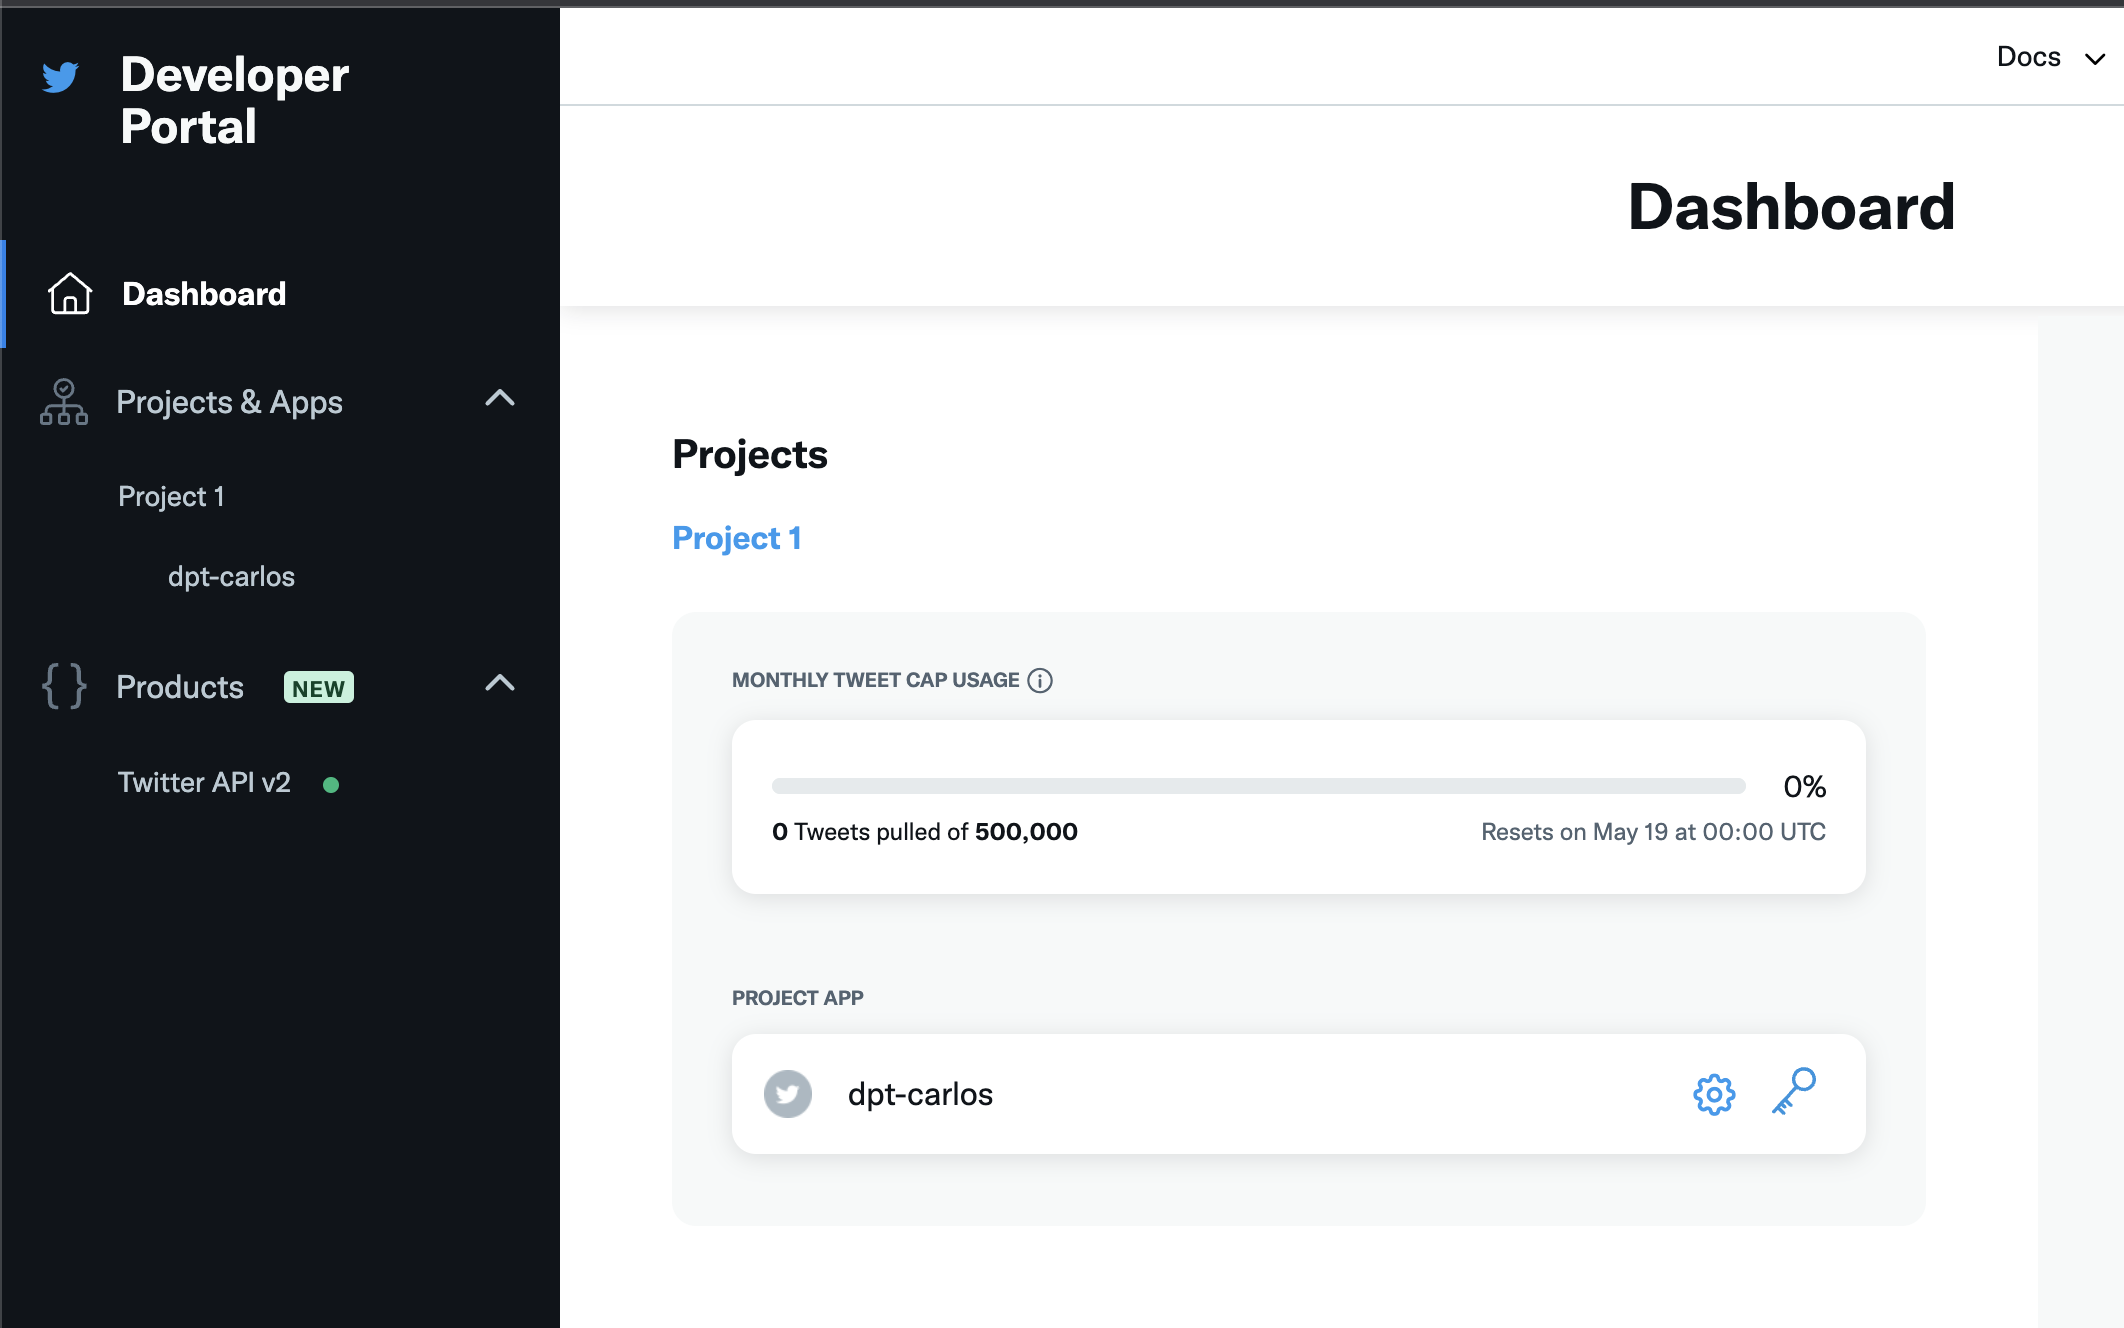 Developer
Portal
Docs
Dashboard
Dashboard
Projects & Apps
Project 1
dpt-carlos
Products NEW
Twitter API v2
Projects
Project 1
MONTHLY TWEET CAP USAGE
0%
0 Tweets pulled of 500,000
Resets on May 19 at 00:00 UTC
PROJECT APP
dpt-carlos